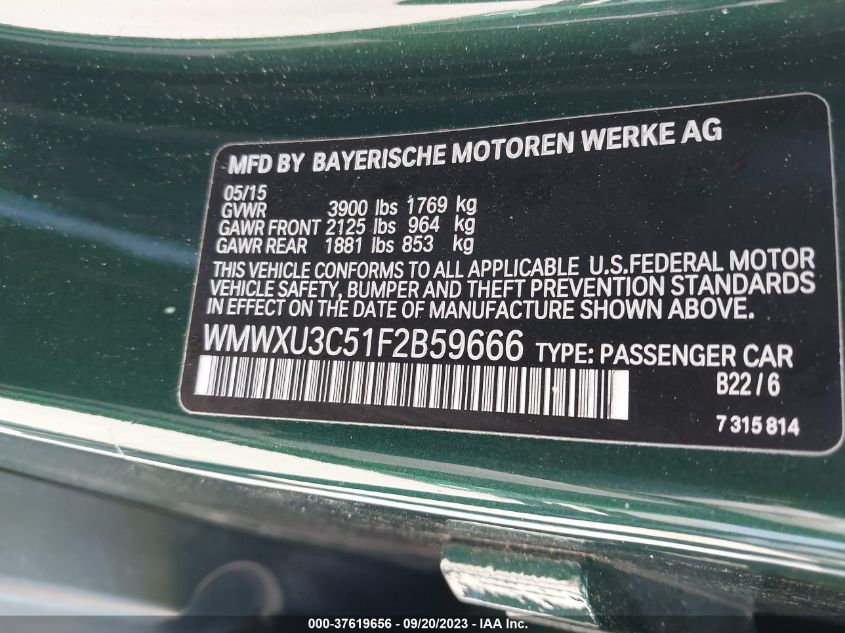 MFD BY BAYERISCHE MOTOREN WERKE AG
05/15
GVWR 3900 lbs 1769 kg
GAWR FRONT 2125 lbs 964 kg
GAWR REAR 1881 lbs 853 kg
THIS VEHICLE CONFORMS TO ALL APPLICABLE U.S.FEDERAL MOTOR
VEHICLE SAFETY, BUMPER AND THEFT PREVENTION STANDARDS
IN EFFECT ON THE DATE OF MANUFACTURE SHOWN ABOVE.
WMWXU3C51F2B59666 TYPE: PASSENGER CAR
B22/6
7 315 814
000-37619656 - 09/20/2023 - IAA Inc.